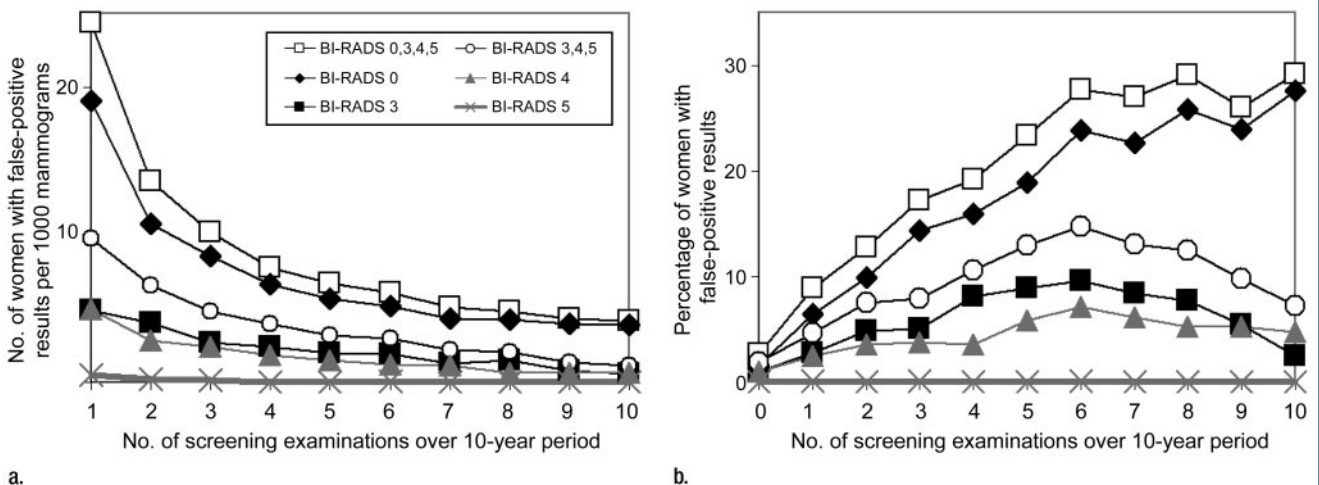 No. of women with false-positive
results per 1000 mammograms
20
10
BI-RADS 0,3,4,5
BI-RADS 3,4,5
BI-RADS 0
BI-RADS 4
BI-RADS 3
BI-RADS 5
1 2 3 4 5 6 7 8 9 10
No. of screening examinations over 10-year period
a.
Percentage of women with
false-positive results
30
20
10
0
0 1 2 3 4 5 6 7 8 9 10
No. of screening examinations over 10-year period
b.